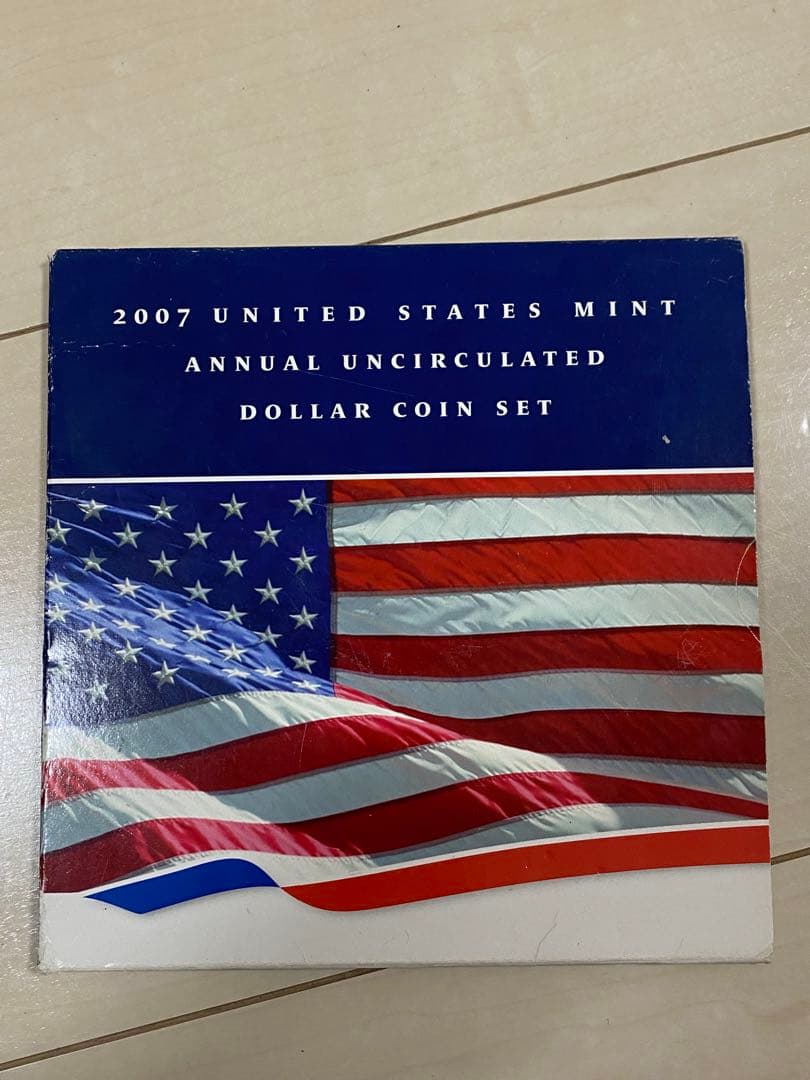 2007 UNITED STATES MINT
ANNUAL UNCIRCULATED
DOLLAR COIN SET